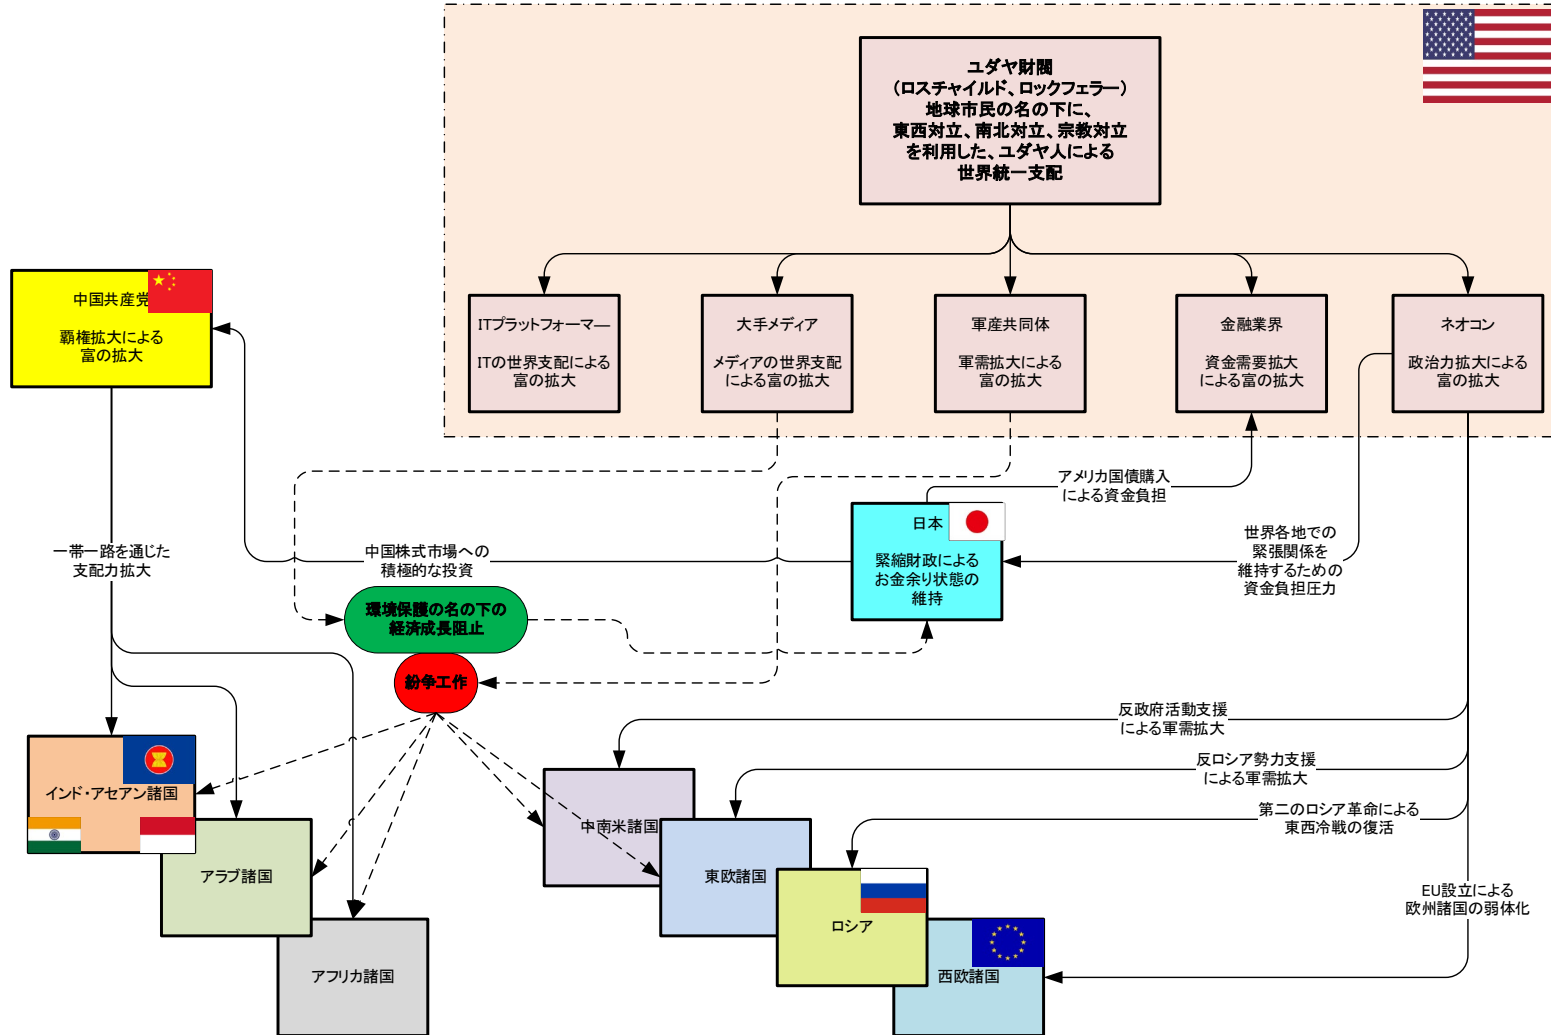 ユダヤ財閥
（ロスチャイルド、ロックフェラー）
地球市民の名の下に、
東西対立、南北対立、宗教対立
を利用した、ユダヤ人による
世界統一支配
中国共産党
覇権拡大による
富の拡大
ITプラットフォーマ―
ITの世界支配による
富の拡大
大手メディア
メディアの世界支配
による富の拡大
軍産共同体
軍需拡大による
富の拡大
金融業界
資金需要拡大
による富の拡大
ネオコン
政治力拡大による
富の拡大
アメリカ国債購入
による資金負担
日本
緊縮財政による
お金余り状態の
維持
世界各地での
緊張関係を
維持するための
資金負担圧力
一帯一路を通じた
支配力拡大
中国株式市場への
積極的な投資
環境保護の名の下の
経済成長阻止
紛争工作
反政府活動支援
による軍需拡大
反ロシア勢力支援
による軍需拡大
第二のロシア革命による
東西冷戦の復活
EU設立による
欧州諸国の弱体化
インド・アセアン諸国
アラブ諸国
アフリカ諸国
中南米諸国
東欧諸国
ロシア
西欧諸国